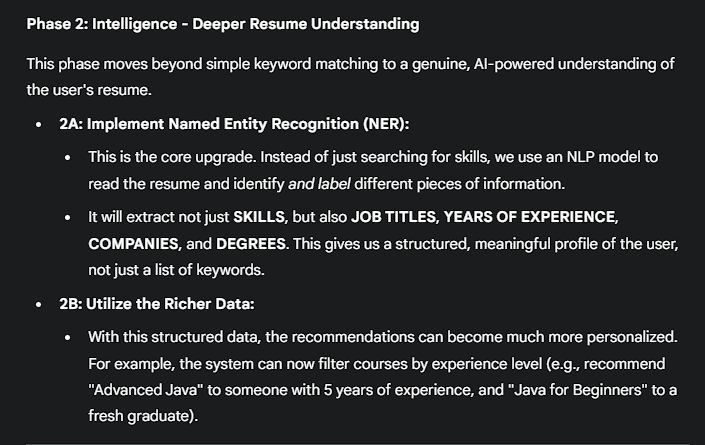 Phase 2: Intelligence - Deeper Resume Understanding
This phase moves beyond simple keyword matching to a genuine, AI-powered understanding of
the user's resume.
• 2A: Implement Named Entity Recognition (NER):
• This is the core upgrade. Instead of just searching for skills, we use an NLP model to
read the resume and identify and label different pieces of information.
• It will extract not just SKILLS, but also JOB TITLES, YEARS OF EXPERIENCE,
COMPANIES, and DEGREES. This gives us a structured, meaningful profile of the user,
not just a list of keywords.
• 2B: Utilize the Richer Data:
• With this structured data, the recommendations can become much more personalized.
For example, the system can now filter courses by experience level (e.g., recommend
"Advanced Java" to someone with 5 years of experience, and "Java for Beginners" to a
fresh graduate).